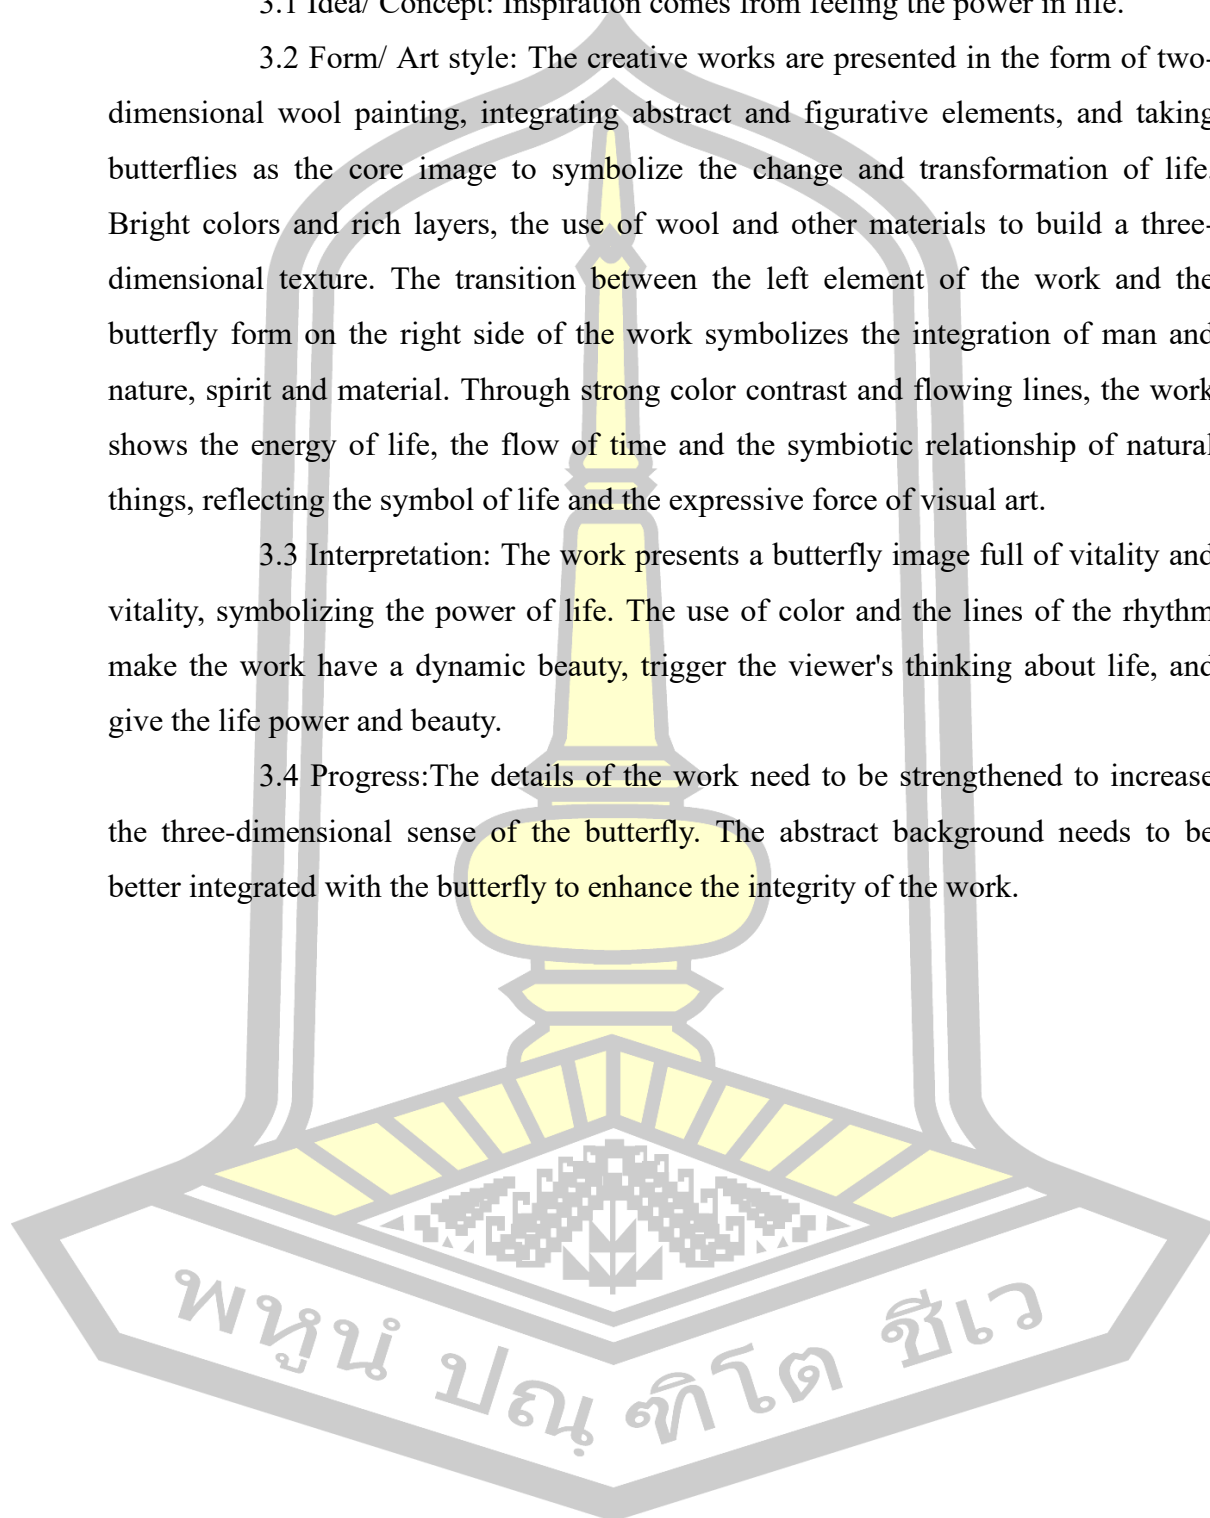 3.1 Idea/ Concept: Inspiration comes from feeling the power in life.
3.2 Form/ Art style: The creative works are presented in the form of two-
dimensional wool painting, integrating abstract and figurative elements, and taking
butterflies as the core image to symbolize the change and transformation of life.
Bright colors and rich layers, the use of wool and other materials to build a three-
dimensional texture. The transition between the left element of the work and the
butterfly form on the right side of the work symbolizes the integration of man and
nature, spirit and material. Through strong color contrast and flowing lines, the work
shows the energy of life, the flow of time and the symbiotic relationship of natural
things, reflecting the symbol of life and the expressive force of visual art.
3.3 Interpretation: The work presents a butterfly image full of vitality and
vitality, symbolizing the power of life. The use of color and the lines of the rhythm
make the work have a dynamic beauty, trigger the viewer's thinking about life, and
give the life power and beauty.
3.4 Progress:The details of the work need to be strengthened to increase
the three-dimensional sense of the butterfly. The abstract background needs to be
better integrated with the butterfly to enhance the integrity of the work.
พหูนํ ปณฺ ฑิโต ชีเว